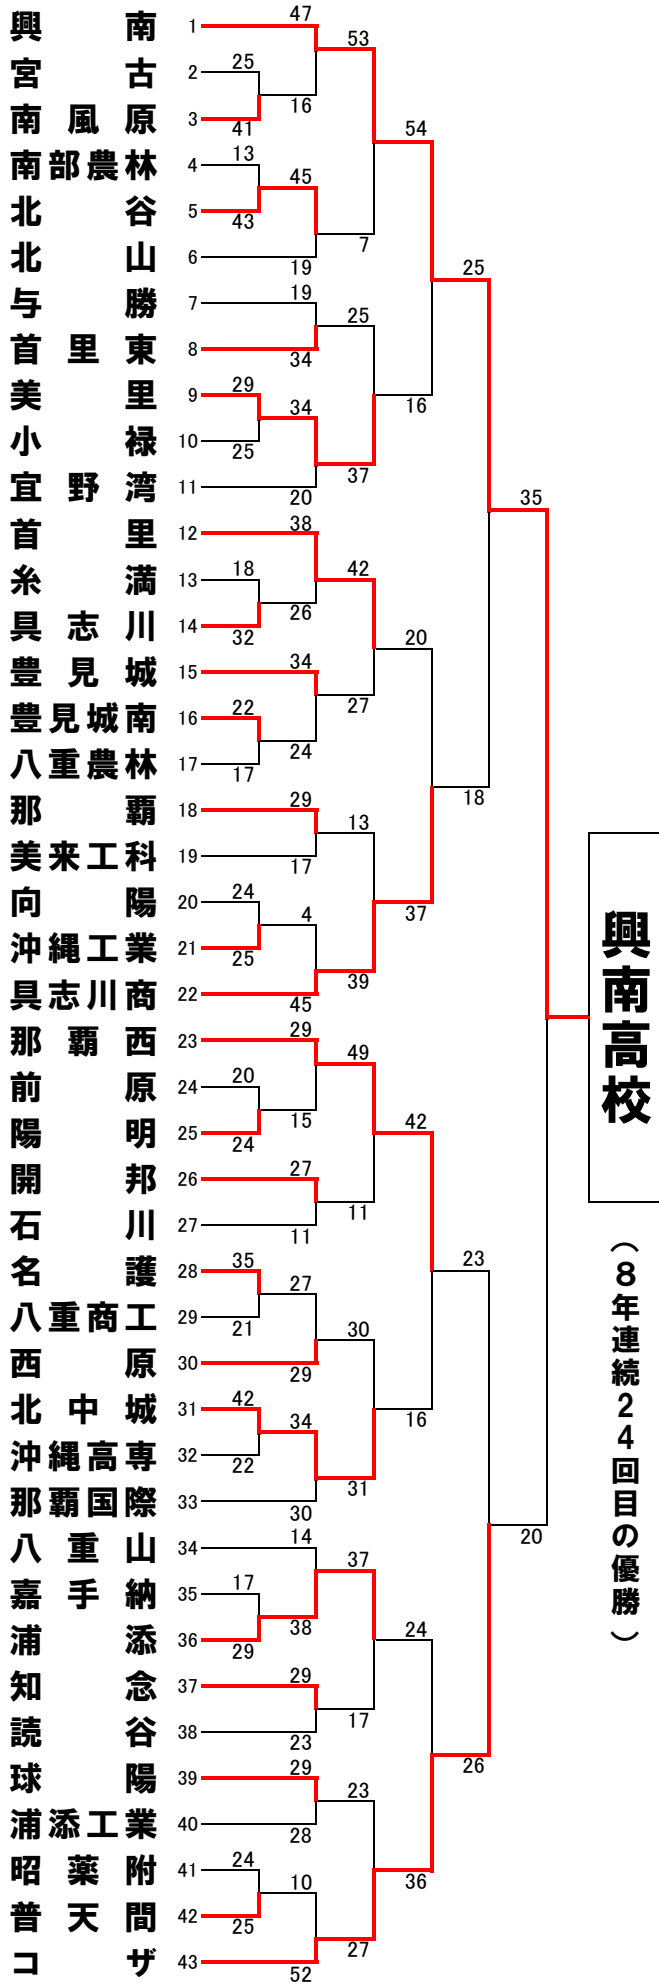 興南 1 47
53
宮古 2 25
16
南風原 3 41
54
南部農林 4 13
45
北谷 5 43
7
北山 6 19
25
与勝 7 19
25
首里東 8 34
美里 9 29
34
16
小禄 10 25
37
宜野湾 11 20
35
首里 12 38
42
糸満 13 18
26
具志川 14 32
20
豊見城 15 34
27
豊見城南 16 22
24
八重農林 17 17
18
那覇 18 29
13
美来工科 19 17
向陽 20 24
4
37
沖縄工業 21 25
39
具志川商 22 45
那覇西 23 29
49
前原 24 20
15
陽明 25 24
42
開邦 26 27
11
石川 27 11
23
名護 28 35
27
八重商工 29 21
30
西原 30 29
北中城 31 42
34
16
沖縄高専 32 22
31
那覇国際 33 30
20
八重山 34 14
37
嘉手納 35 17
38
浦添 36 29
24
知念 37 29
17
読谷 38 23
26
球陽 39 29
23
浦添工業 40 28
昭薬附 41 24
10
36
普天間 42 25
27
コザ 43 52
興南高校
（８年連続２４回目の優勝）